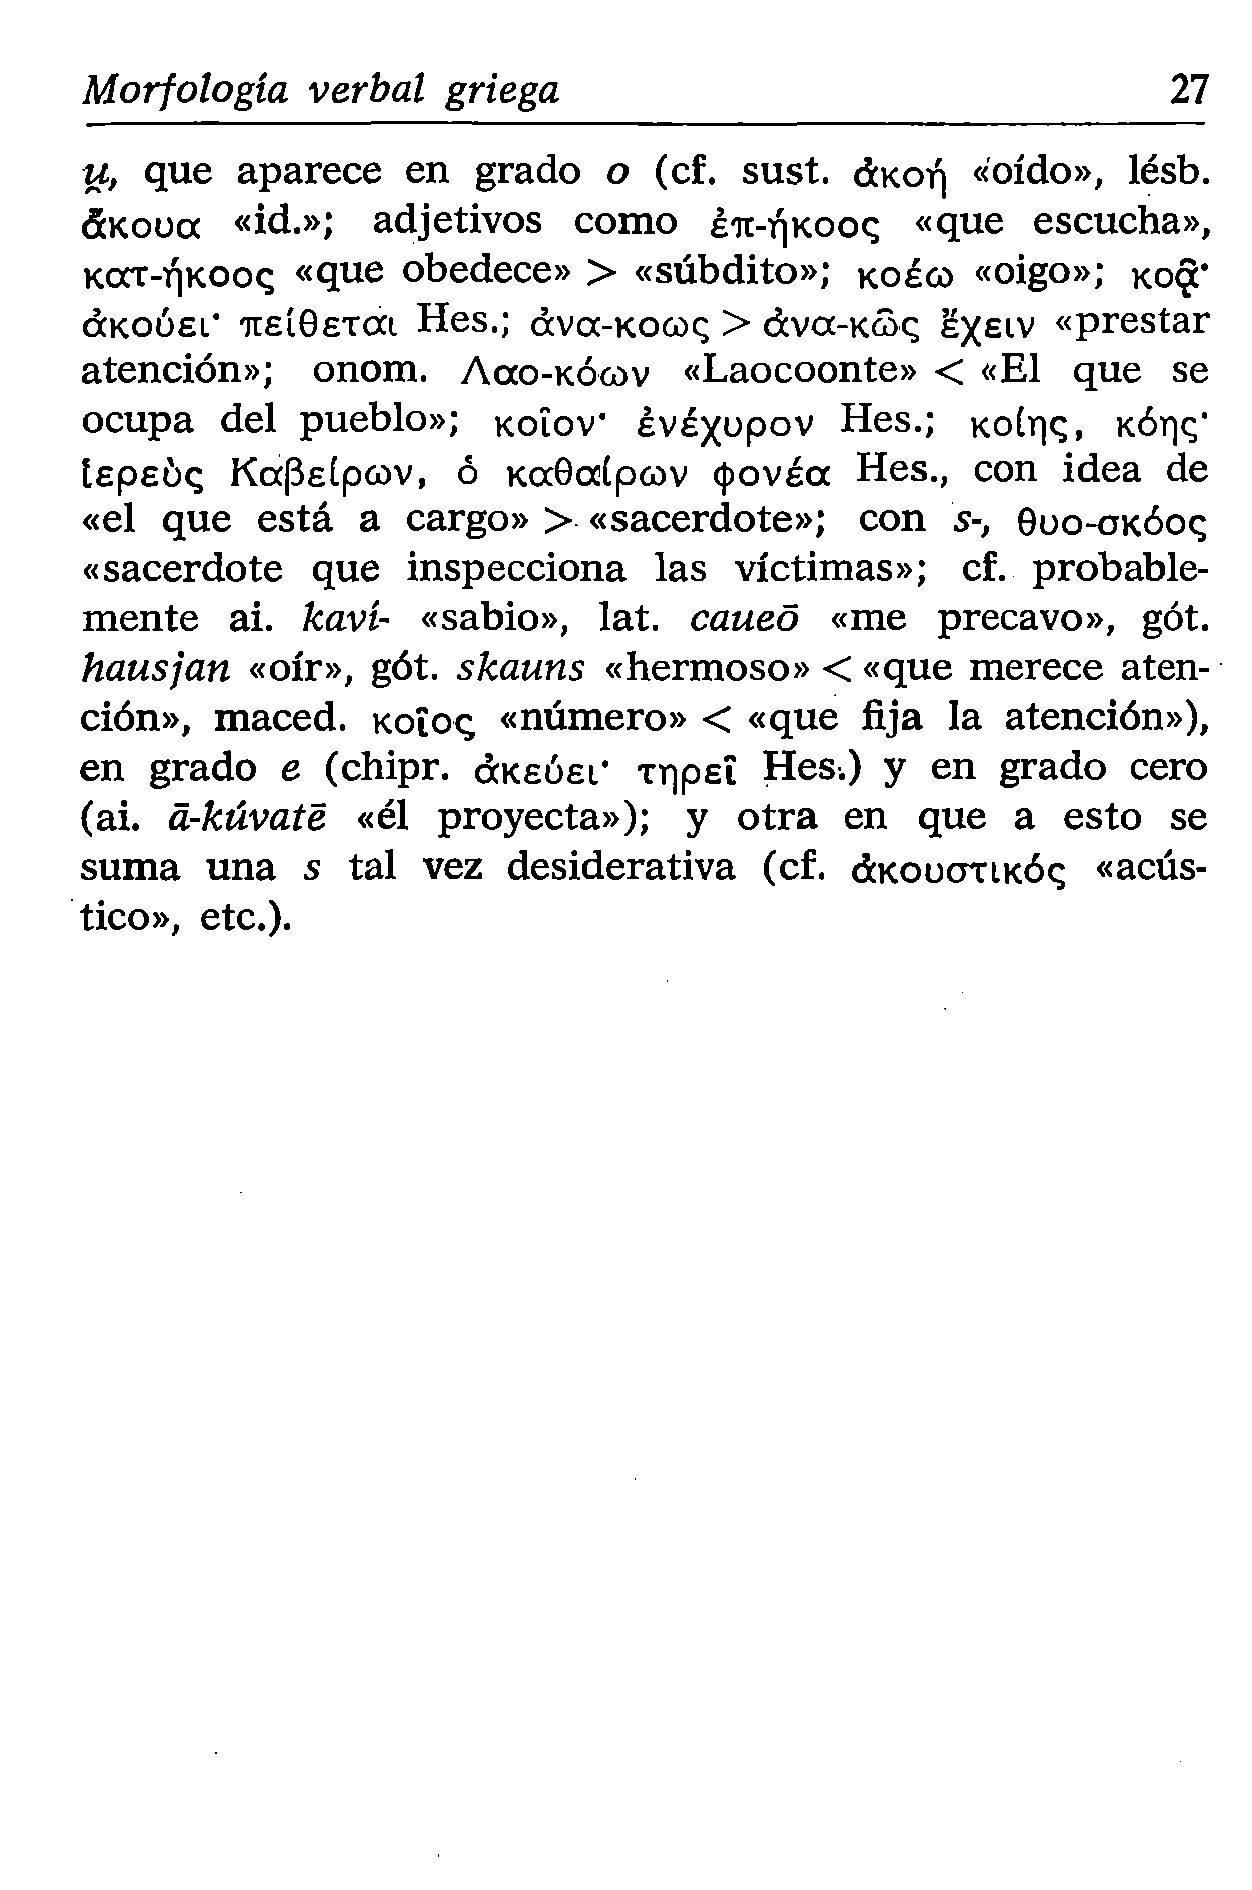 Morfología verbal griega 27
u̯, que aparece en grado o (cf. sust. ἀκοή «oído», lésb.
ἄκουα «id.»; adjetivos como ἐπ-ήκοος «que escucha»,
κατ-ήκοος «que obedece» > «súbdito»; κοέω «oigo»; κοᾷ·
ἀκούει· πείθεται Hes.; ἀνα-κοως > ἀνα-κῶς ἔχειν «prestar
atención»; onom. Λαο-κόων «Laocoonte» < «El que se
ocupa del pueblo»; κοῖον· ἐνέχυρον Hes.; κοίης, κόης·
ἱερεὺς Καβείρων, ὁ καθαίρων φονέα Hes., con idea de
«el que está a cargo» > «sacerdote»; con s-, θυο-σκόος
«sacerdote que inspecciona las víctimas»; cf. probable-
mente ai. kaví- «sabio», lat. caueō «me precavo», gót.
hausjan «oír», gót. skauns «hermoso» < «que merece aten-
ción», maced. κοῖος «número» < «que fija la atención»),
en grado e (chipr. ἀκεύει· τηρεῖ Hes.) y en grado cero
(ai. ā-kúvatē «él proyecta»); y otra en que a esto se
suma una s tal vez desiderativa (cf. ἀκουστικός «acús-
tico», etc.).